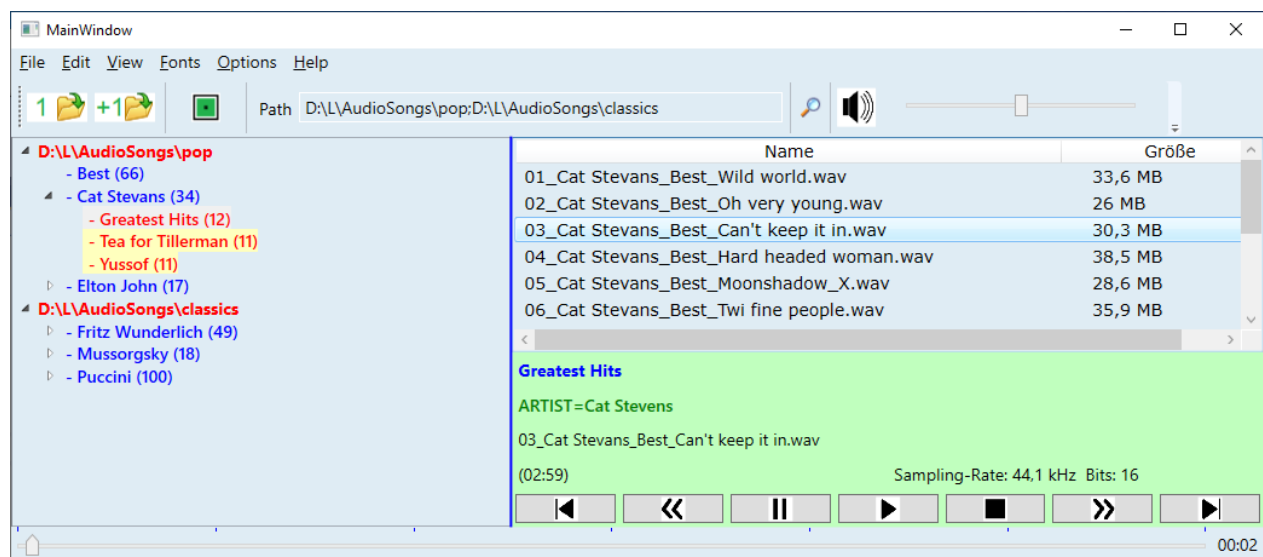 MainWindow
File Edit View Fonts Options Help
1 +1 Path D:\L\AudioSongs\pop;D:\L\AudioSongs\classics
D:\L\AudioSongs\pop
- Best (66)
- Cat Stevans (34)
- Greatest Hits (12)
- Tea for Tillerman (11)
- Yussof (11)
- Elton John (17)
D:\L\AudioSongs\classics
- Fritz Wunderlich (49)
- Mussorgsky (18)
- Puccini (100)
Name Größe
01_Cat Stevans_Best_Wild world.wav 33,6 MB
02_Cat Stevans_Best_Oh very young.wav 26 MB
03_Cat Stevans_Best_Can't keep it in.wav 30,3 MB
04_Cat Stevans_Best_Hard headed woman.wav 38,5 MB
05_Cat Stevans_Best_Moonshadow_X.wav 28,6 MB
06_Cat Stevans_Best_Twi fine people.wav 35,9 MB
Greatest Hits
ARTIST=Cat Stevens
03_Cat Stevans_Best_Can't keep it in.wav
(02:59) Sampling-Rate: 44,1 kHz Bits: 16
00:02